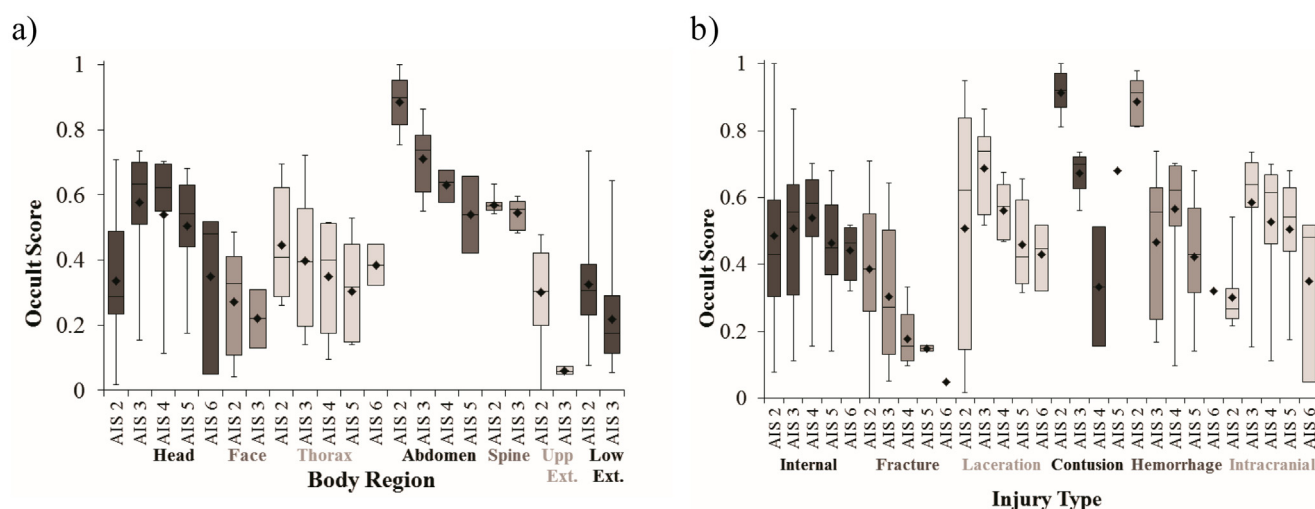 a)
Occult Score
1
0.8
0.6
0.4
0.2
0
AIS 2 AIS 3 AIS 4 AIS 5 AIS 6 AIS 2 AIS 3 AIS 2 AIS 3 AIS 4 AIS 5 AIS 6 AIS 2 AIS 3 AIS 4 AIS 5 AIS 2 AIS 3 AIS 2 AIS 3 AIS 2 AIS 3
Head Face Thorax Abdomen Spine Upp Low
Ext. Ext.
Body Region
b)
Occult Score
1
0.8
0.6
0.4
0.2
0
AIS 2 AIS 3 AIS 4 AIS 5 AIS 6 AIS 2 AIS 3 AIS 4 AIS 5 AIS 6 AIS 2 AIS 3 AIS 4 AIS 5 AIS 6 AIS 2 AIS 3 AIS 4 AIS 5 AIS 2 AIS 3 AIS 4 AIS 5 AIS 6 AIS 2 AIS 3 AIS 4 AIS 5 AIS 6
Internal Fracture Laceration Contusion Hemorrhage Intracranial
Injury Type